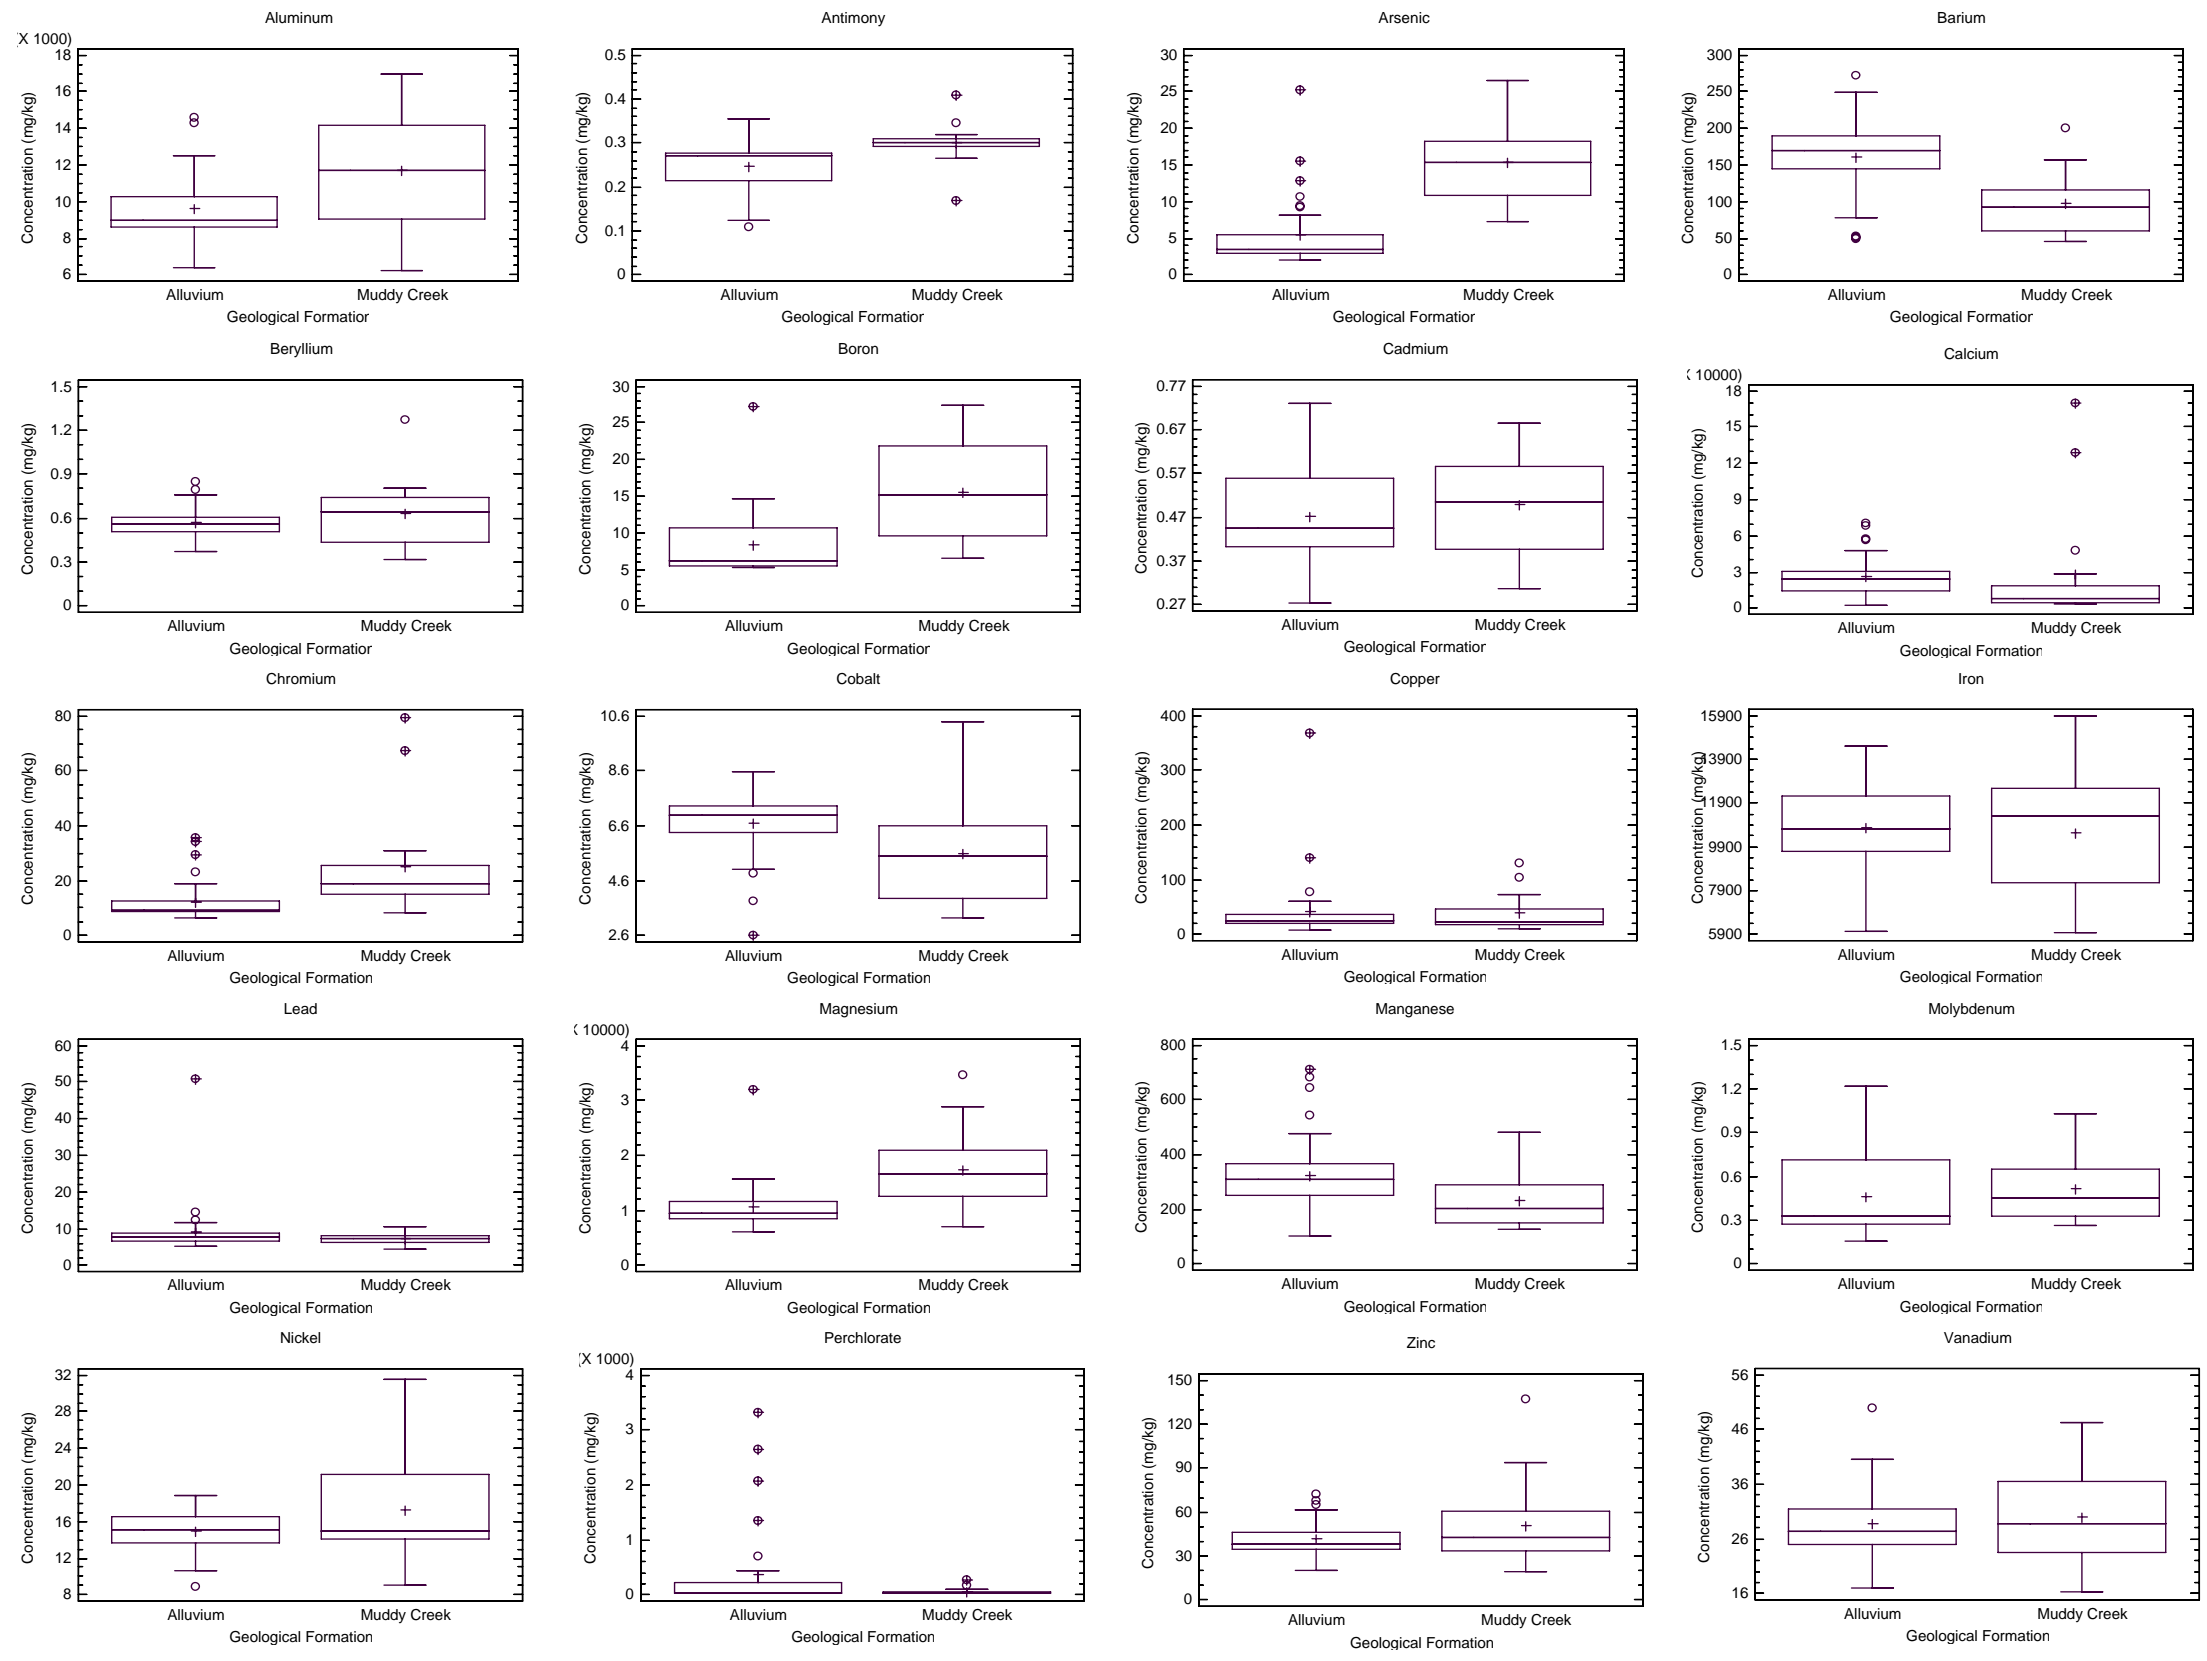 Aluminum
(X 1000)
18
16
14
12
10
8
6
Concentration (mg/kg)
Alluvium Muddy Creek
Geological Formatior
Antimony
0.5
0.4
0.3
0.2
0.1
0
Concentration (mg/kg)
Alluvium Muddy Creek
Geological Formatior
Arsenic
30
25
20
15
10
5
0
Concentration (mg/kg)
Alluvium Muddy Creek
Geological Formatior
Barium
300
250
200
150
100
50
0
Concentration (mg/kg)
Alluvium Muddy Creek
Geological Formatior
Beryllium
1.5
1.2
0.9
0.6
0.3
0
Concentration (mg/kg)
Alluvium Muddy Creek
Geological Formatior
Boron
30
25
20
15
10
5
0
Concentration (mg/kg)
Alluvium Muddy Creek
Geological Formatior
Cadmium
0.77
0.67
0.57
0.47
0.37
0.27
Concentration (mg/kg)
Alluvium Muddy Creek
Geological Formatior
Calcium
( 10000)
18
15
12
9
6
3
0
Concentration (mg/kg)
Alluvium Muddy Creek
Geological Formation
Chromium
80
60
40
20
0
Concentration (mg/kg)
Alluvium Muddy Creek
Geological Formation
Cobalt
10.6
8.6
6.6
4.6
2.6
Concentration (mg/kg)
Alluvium Muddy Creek
Geological Formation
Copper
400
300
200
100
0
Concentration (mg/kg)
Alluvium Muddy Creek
Geological Formation
Iron
15900
13900
11900
9900
7900
5900
Concentration (mg/kg)
Alluvium Muddy Creek
Geological Formation
Lead
60
50
40
30
20
10
0
Concentration (mg/kg)
Alluvium Muddy Creek
Geological Formation
Magnesium
( 10000)
4
3
2
1
0
Concentration (mg/kg)
Alluvium Muddy Creek
Geological Formation
Manganese
800
600
400
200
0
Concentration (mg/kg)
Alluvium Muddy Creek
Geological Formation
Molybdenum
1.5
1.2
0.9
0.6
0.3
0
Concentration (mg/kg)
Alluvium Muddy Creek
Geological Formation
Nickel
32
28
24
20
16
12
8
Concentration (mg/kg)
Alluvium Muddy Creek
Geological Formation
Perchlorate
(X 1000)
4
3
2
1
0
Concentration (mg/kg)
Alluvium Muddy Creek
Geological Formation
Zinc
150
120
90
60
30
0
Concentration (mg/kg)
Alluvium Muddy Creek
Geological Formation
Vanadium
56
46
36
26
16
Concentration (mg/kg)
Alluvium Muddy Creek
Geological Formation